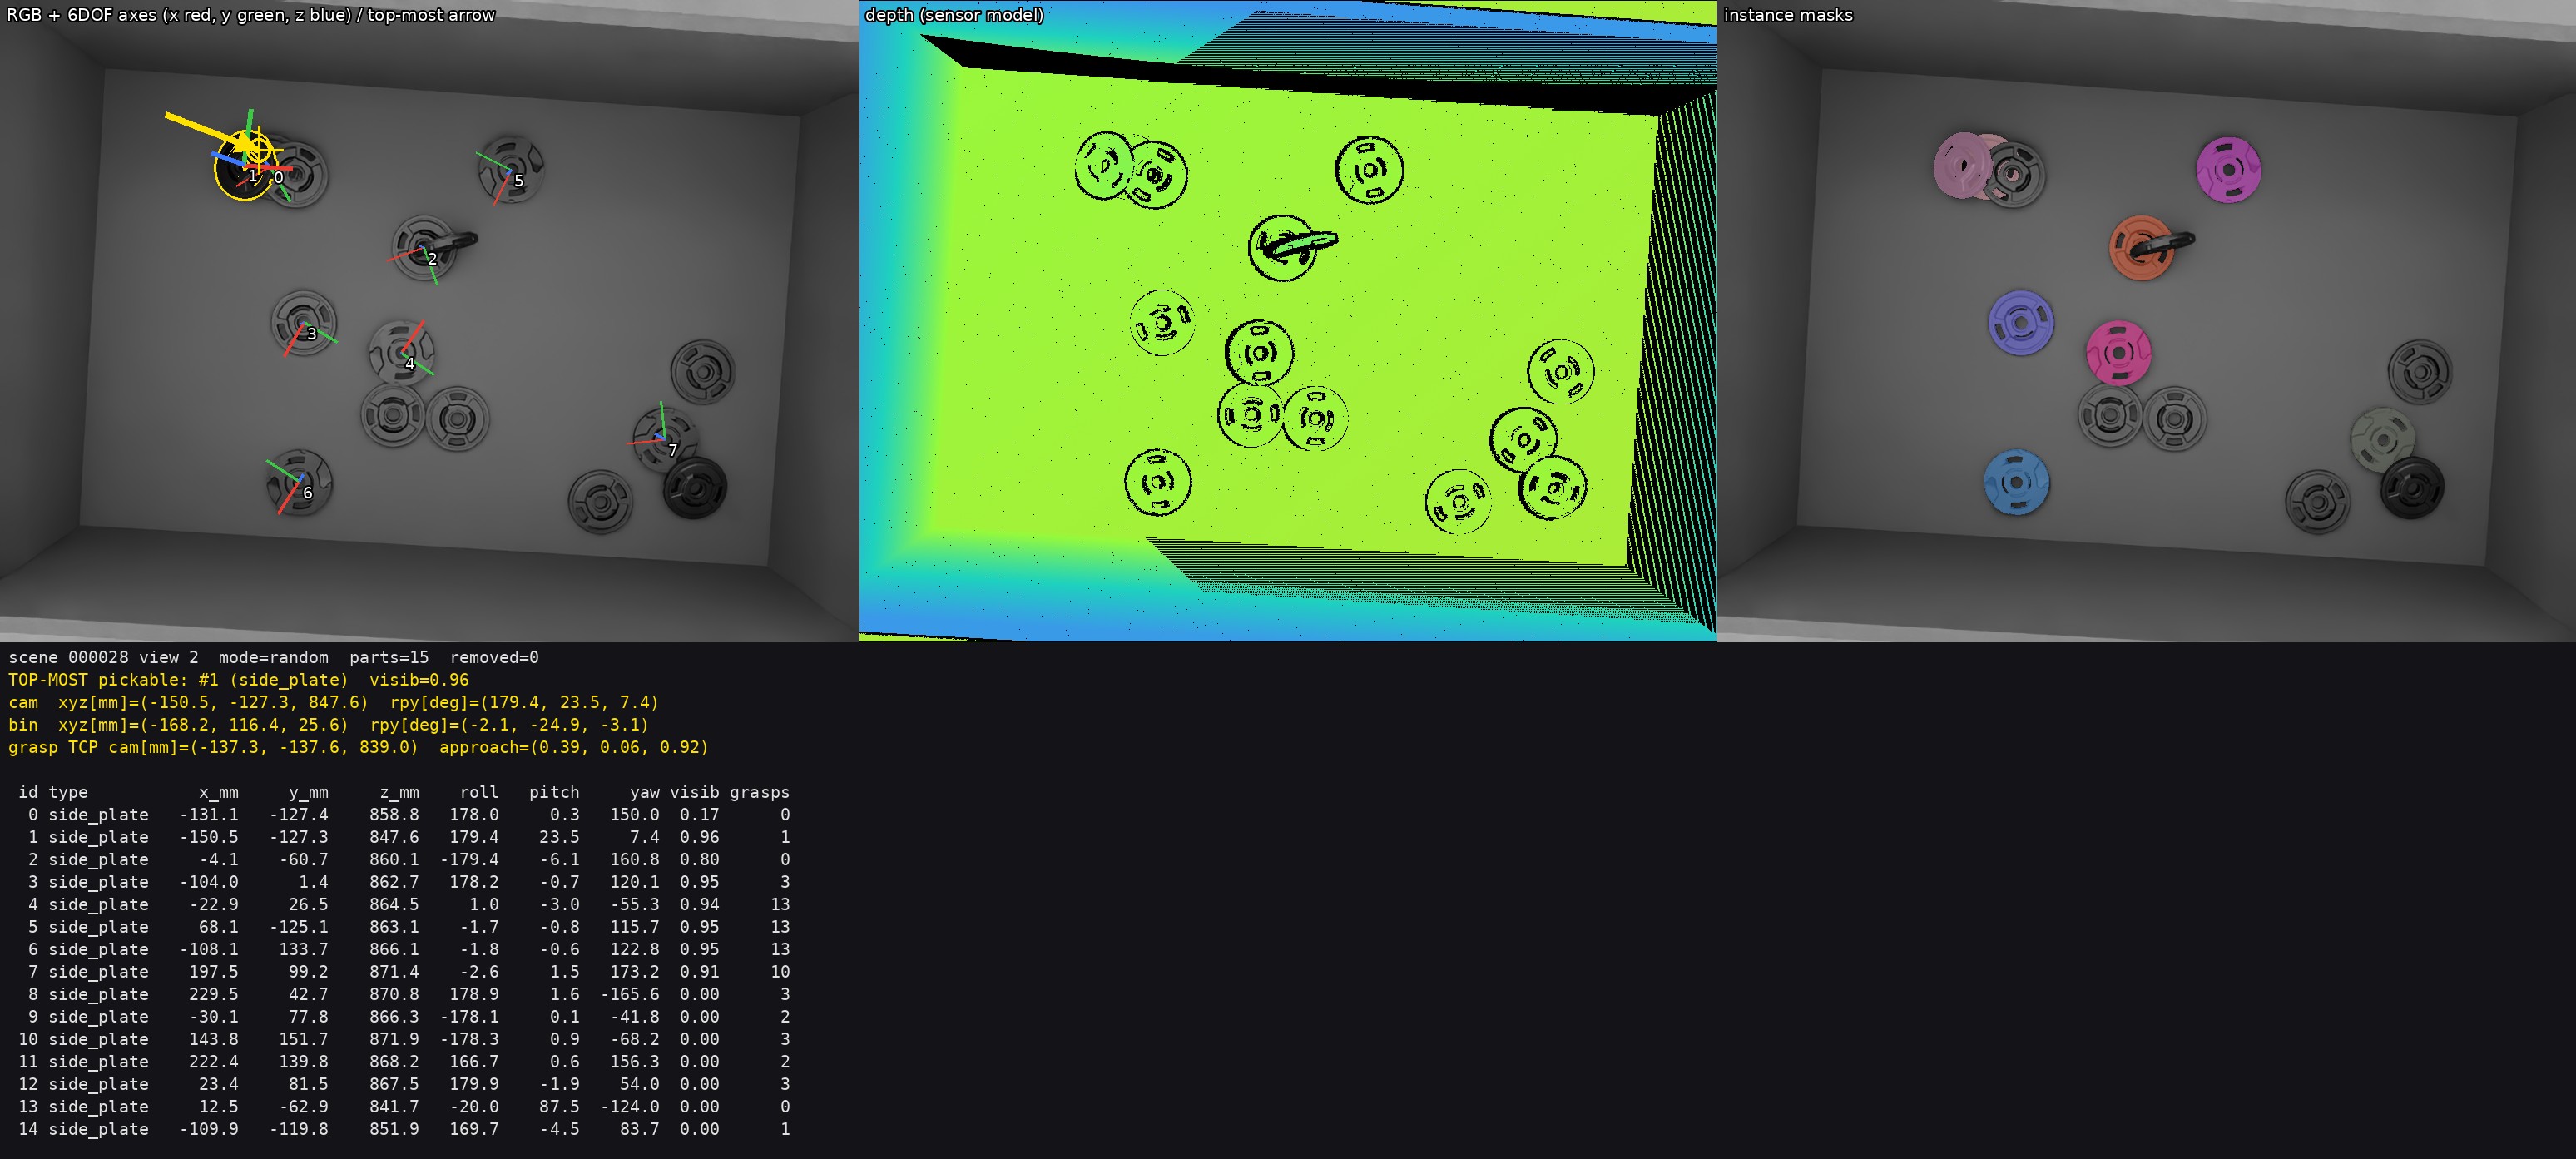 RGB + 6DOF axes (x red, y green, z blue) / top-most arrow
depth (sensor model)
instance masks
1
0
5
2
3
4
7
6
scene 000028 view 2  mode=random  parts=15  removed=0
TOP-MOST pickable: #1 (side_plate)  visib=0.96
cam  xyz[mm]=(-150.5, -127.3, 847.6)  rpy[deg]=(179.4, 23.5, 7.4)
bin  xyz[mm]=(-168.2, 116.4, 25.6)  rpy[deg]=(-2.1, -24.9, -3.1)
grasp TCP cam[mm]=(-137.3, -137.6, 839.0)  approach=(0.39, 0.06, 0.92)
id type x_mm y_mm z_mm roll pitch yaw visib grasps
0 side_plate -131.1 -127.4 858.8 178.0 0.3 150.0 0.17 0
1 side_plate -150.5 -127.3 847.6 179.4 23.5 7.4 0.96 1
2 side_plate -4.1 -60.7 860.1 -179.4 -6.1 160.8 0.80 0
3 side_plate -104.0 1.4 862.7 178.2 -0.7 120.1 0.95 3
4 side_plate -22.9 26.5 864.5 1.0 -3.0 -55.3 0.94 13
5 side_plate 68.1 -125.1 863.1 -1.7 -0.8 115.7 0.95 13
6 side_plate -108.1 133.7 866.1 -1.8 -0.6 122.8 0.95 13
7 side_plate 197.5 99.2 871.4 -2.6 1.5 173.2 0.91 10
8 side_plate 229.5 42.7 870.8 178.9 1.6 -165.6 0.00 3
9 side_plate -30.1 77.8 866.3 -178.1 0.1 -41.8 0.00 2
10 side_plate 143.8 151.7 871.9 -178.3 0.9 -68.2 0.00 3
11 side_plate 222.4 139.8 868.2 166.7 0.6 156.3 0.00 2
12 side_plate 23.4 81.5 867.5 179.9 -1.9 54.0 0.00 3
13 side_plate 12.5 -62.9 841.7 -20.0 87.5 -124.0 0.00 0
14 side_plate -109.9 -119.8 851.9 169.7 -4.5 83.7 0.00 1